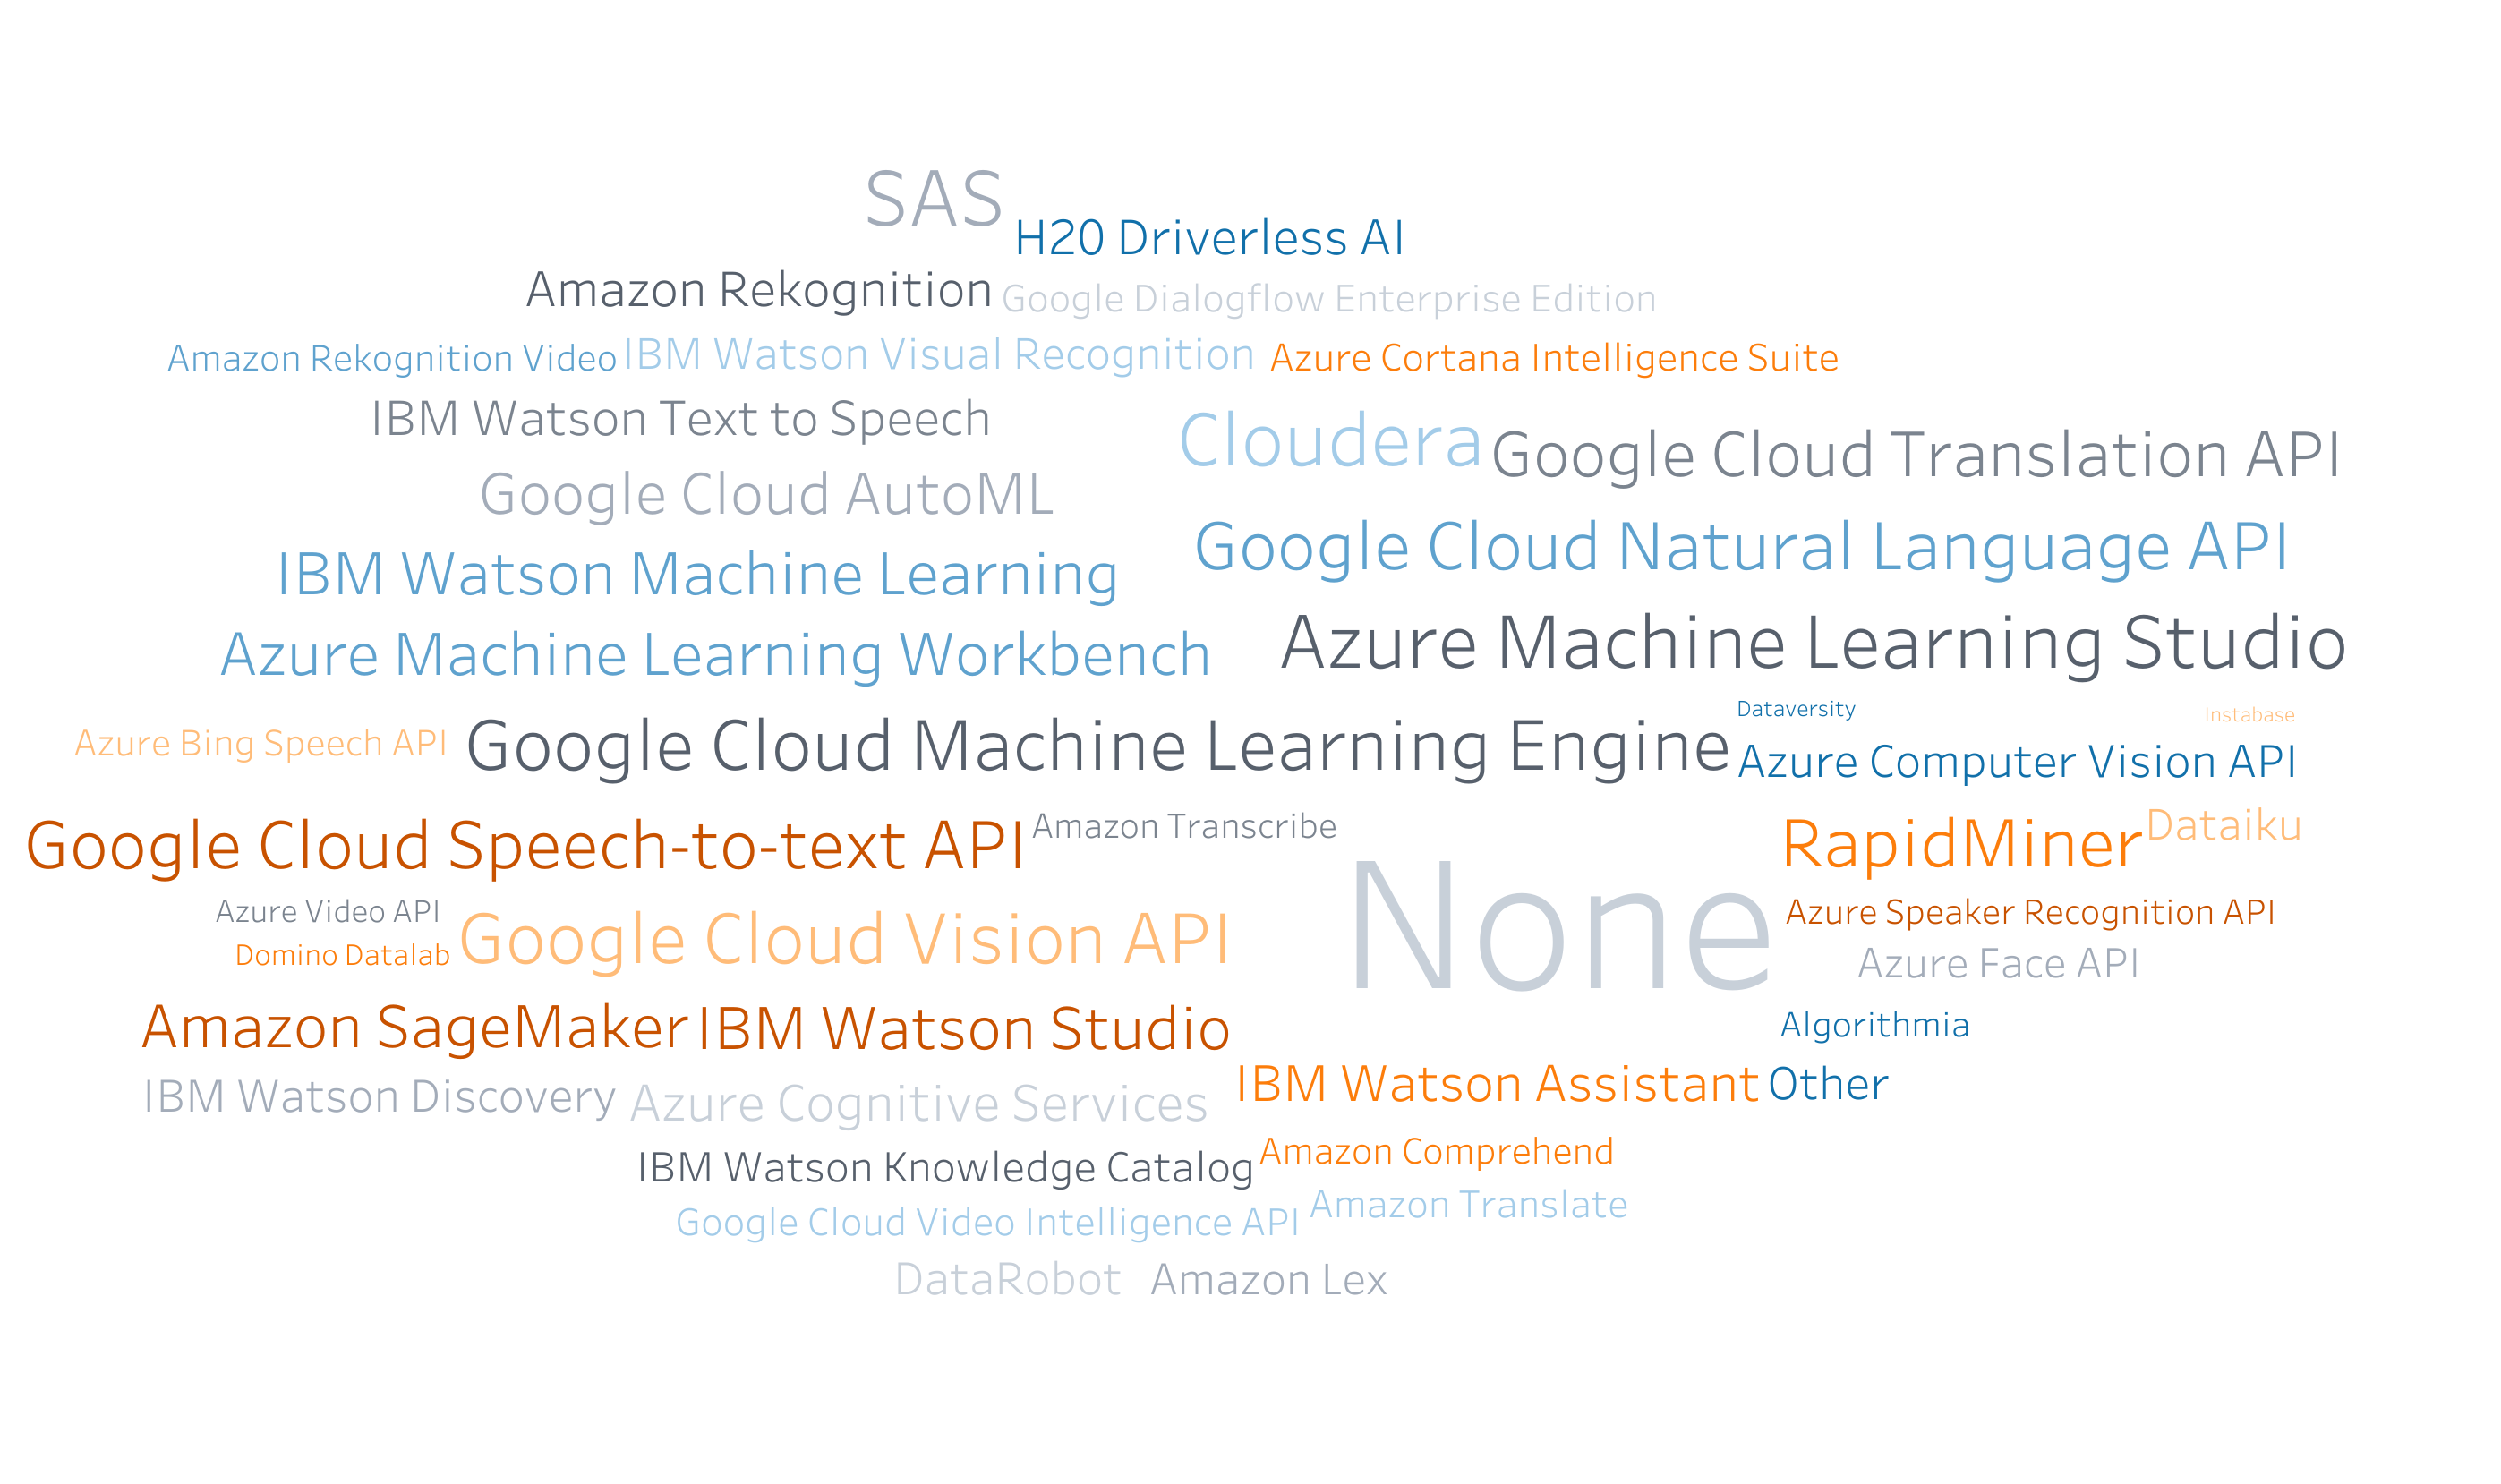 SAS
H20 Driverless AI
Amazon Rekognition
Google Dialogflow Enterprise Edition
Amazon Rekognition Video
IBM Watson Visual Recognition
Azure Cortana Intelligence Suite
IBM Watson Text to Speech
Cloudera
Google Cloud Translation API
Google Cloud AutoML
Google Cloud Natural Language API
IBM Watson Machine Learning
Azure Machine Learning Workbench
Azure Machine Learning Studio
Dataversity
Instabase
Azure Bing Speech API
Google Cloud Machine Learning Engine
Azure Computer Vision API
Google Cloud Speech-to-text API
Amazon Transcribe
RapidMiner
Dataiku
None
Azure Video API
Azure Speaker Recognition API
Domino Datalab
Google Cloud Vision API
Azure Face API
Amazon SageMaker
IBM Watson Studio
Algorithmia
IBM Watson Discovery
Azure Cognitive Services
IBM Watson Assistant
Other
IBM Watson Knowledge Catalog
Amazon Comprehend
Google Cloud Video Intelligence API
Amazon Translate
DataRobot
Amazon Lex